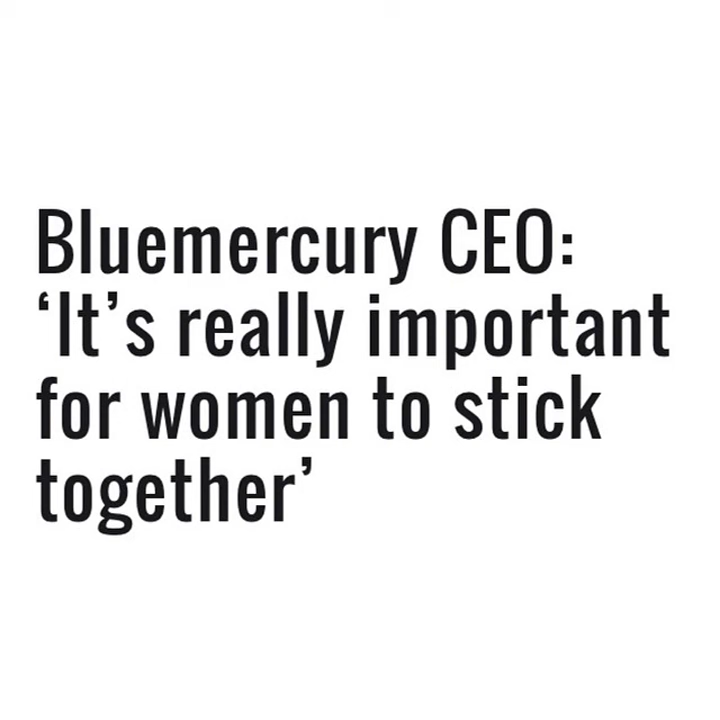 Bluemercury CEO:
‘It’s really important
for women to stick
together’